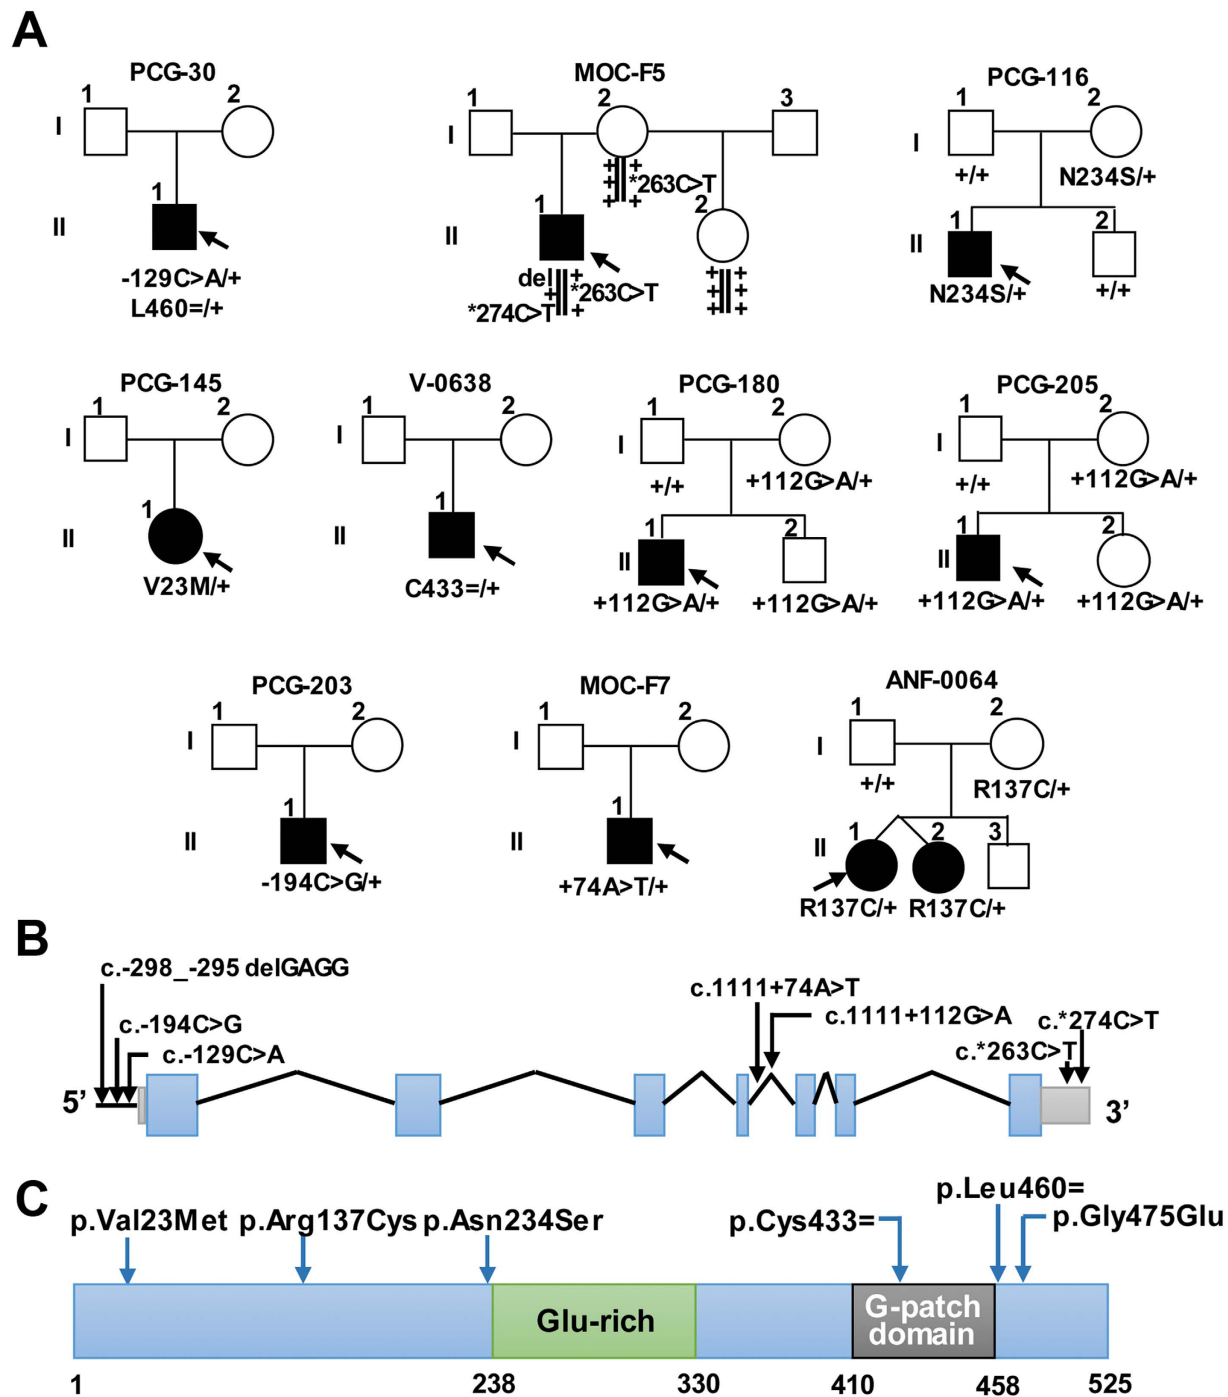 A
PCG-30
1 2
I
1
II
-129C>A/+
L460=/+
MOC-F5
1 2 3
I
+ +
+ *263C>T
+ +
1 2
II
del +
+ *263C>T
*274C>T +
+ +
+ +
+ +
PCG-116
1 2
I
+/+ N234S/+
1 2
II
N234S/+ +/+
PCG-145
1 2
I
1
II
V23M/+
V-0638
1 2
I
1
II
C433=/+
PCG-180
1 2
I
+/+ +112G>A/+
1 2
II
+112G>A/+ +112G>A/+
PCG-205
1 2
I
+/+ +112G>A/+
1 2
II
+112G>A/+ +112G>A/+
PCG-203
1 2
I
1
II
-194C>G/+
MOC-F7
1 2
I
1
II
+74A>T/+
ANF-0064
1 2
I
+/+ R137C/+
1 2 3
II
R137C/+ R137C/+
B
c.-298_-295 delGAGG
c.-194C>G
c.-129C>A
c.1111+74A>T
c.1111+112G>A
c.*274C>T
c.*263C>T
5’ 3’
C
p.Val23Met p.Arg137Cys p.Asn234Ser p.Cys433= p.Leu460= p.Gly475Glu
Glu-rich
G-patch
domain
1 238 330 410 458 525